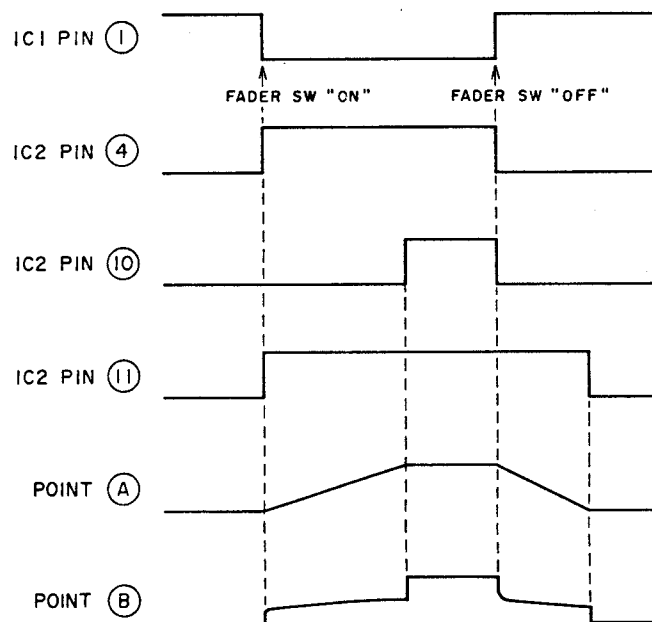 IC1 PIN 1
FADER SW "ON" FADER SW "OFF"
IC2 PIN 4
IC2 PIN 10
IC2 PIN 11
POINT A
POINT B